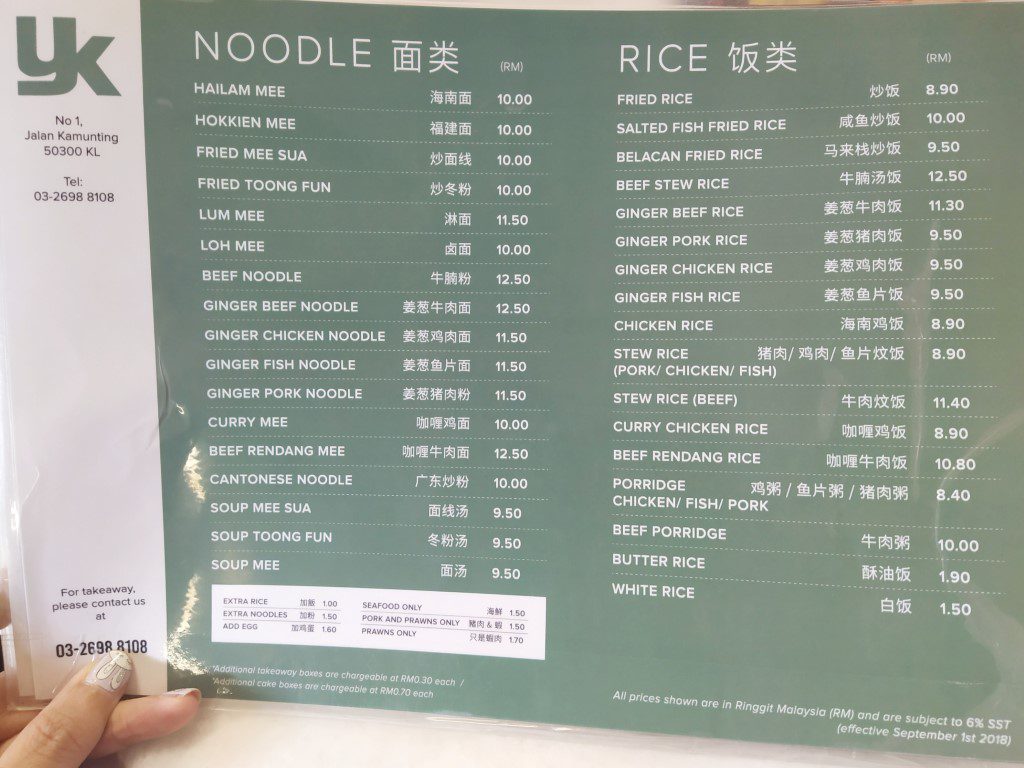 yk
No 1,
Jalan Kamunting
50300 KL
Tel:
03-2698 8108
For takeaway,
please contact us
at
03-2698 8108
NOODLE 面类 (RM)
HAILAM MEE 海南面 10.00
HOKKIEN MEE 福建面 10.00
FRIED MEE SUA 炒面线 10.00
FRIED TOONG FUN 炒冬粉 10.00
LUM MEE 淋面 11.50
LOH MEE 卤面 10.00
BEEF NOODLE 牛腩粉 12.50
GINGER BEEF NOODLE 姜葱牛肉面 12.50
GINGER CHICKEN NOODLE 姜葱鸡肉面 11.50
GINGER FISH NOODLE 姜葱鱼片面 11.50
GINGER PORK NOODLE 姜葱猪肉粉 11.50
CURRY MEE 咖喱鸡面 10.00
BEEF RENDANG MEE 咖喱牛肉面 12.50
CANTONESE NOODLE 广东炒粉 10.00
SOUP MEE SUA 面线汤 9.50
SOUP TOONG FUN 冬粉汤 9.50
SOUP MEE 面汤 9.50
EXTRA RICE 加飯 1.00
EXTRA NOODLES 加粉 1.50
ADD EGG 加鸡蛋 1.60
SEAFOOD ONLY 海鮮 1.50
PORK AND PRAWNS ONLY 豬肉 & 蝦 1.50
PRAWNS ONLY 只是蝦肉 1.70
*Additional takeaway boxes are chargeable at RM0.30 each /
*Additional cake boxes are chargeable at RM0.70 each
RICE 饭类 (RM)
FRIED RICE 炒饭 8.90
SALTED FISH FRIED RICE 咸鱼炒饭 10.00
BELACAN FRIED RICE 马来栈炒饭 9.50
BEEF STEW RICE 牛腩汤饭 12.50
GINGER BEEF RICE 姜葱牛肉饭 11.30
GINGER PORK RICE 姜葱猪肉饭 9.50
GINGER CHICKEN RICE 姜葱鸡肉饭 9.50
GINGER FISH RICE 姜葱鱼片饭 9.50
CHICKEN RICE 海南鸡饭 8.90
STEW RICE 猪肉/ 鸡肉/ 鱼片炆饭 8.90
(PORK/ CHICKEN/ FISH)
STEW RICE (BEEF) 牛肉炆饭 11.40
CURRY CHICKEN RICE 咖喱鸡饭 8.90
BEEF RENDANG RICE 咖喱牛肉饭 10.80
PORRIDGE 鸡粥 / 鱼片粥 / 猪肉粥 8.40
CHICKEN/ FISH/ PORK
BEEF PORRIDGE 牛肉粥 10.00
BUTTER RICE 酥油饭 1.90
WHITE RICE 白饭 1.50
All prices shown are in Ringgit Malaysia (RM) and are subject to 6% SST
(effective September 1st 2018)